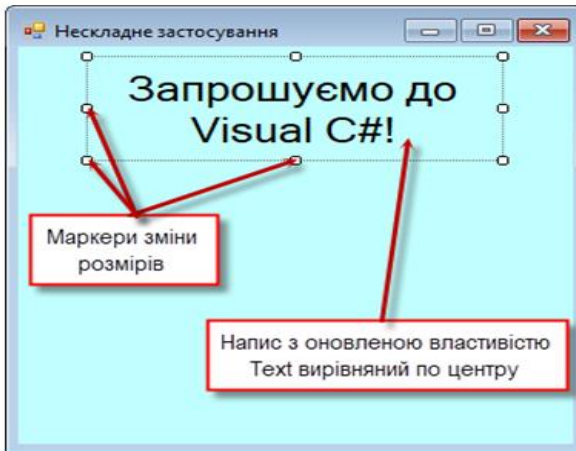 Нескладне застосування
Запрошуємо до
Visual C#!
Маркери зміни
розмірів
Напис з оновленою властивістю
Text вирівняний по центру